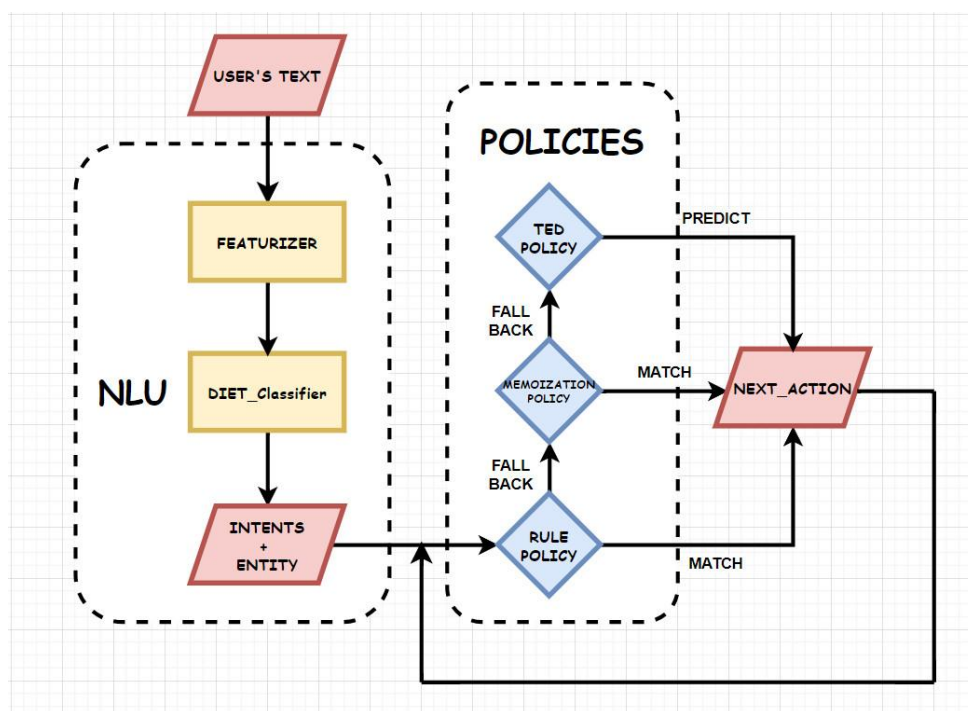 USER'S TEXT
NLU
FEATURIZER
DIET_Classifier
INTENTS
+
ENTITY
POLICIES
TED
POLICY
PREDICT
FALL
BACK
MEMOIZATION
POLICY
MATCH
NEXT_ACTION
FALL
BACK
RULE
POLICY
MATCH